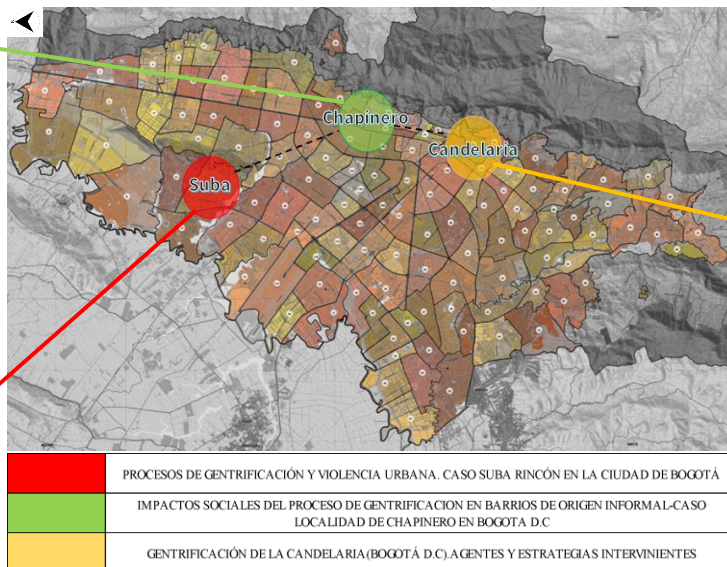 Chapinero
Candelaria
Suba
PROCESOS DE GENTRIFICACIÓN Y VIOLENCIA URBANA. CASO SUBA RINCÓN EN LA CIUDAD DE BOGOTÁ
IMPACTOS SOCIALES DEL PROCESO DE GENTRIFICACION EN BARRIOS DE ORIGEN INFORMAL-CASO
LOCALIDAD DE CHAPINERO EN BOGOTA D.C
GENTRIFICACIÓN DE LA CANDELARIA(BOGOTÁ D.C).AGENTES Y ESTRATEGIAS INTERVINIENTES